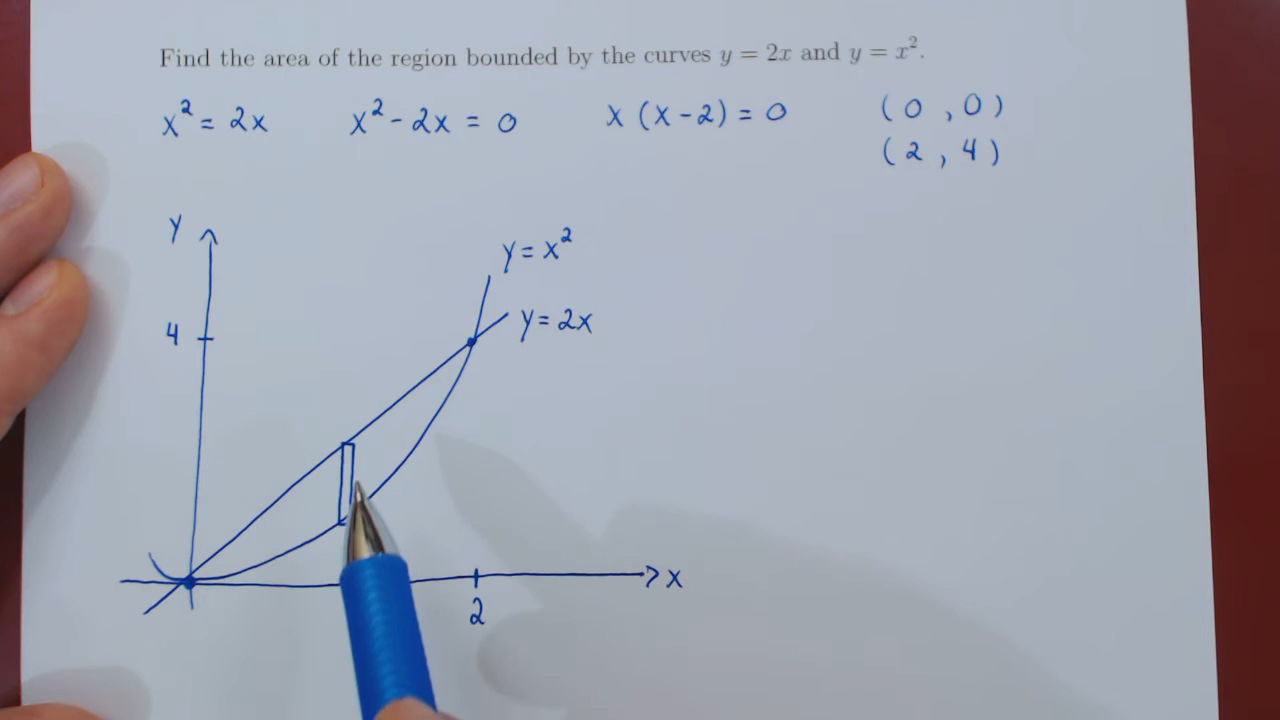 Find the area of the region bounded by the curves y = 2x and y = x².
x² = 2x    x² - 2x = 0    x (x - 2) = 0    (0, 0)
(2, 4)
y
y = x²
4
y = 2x
x
2